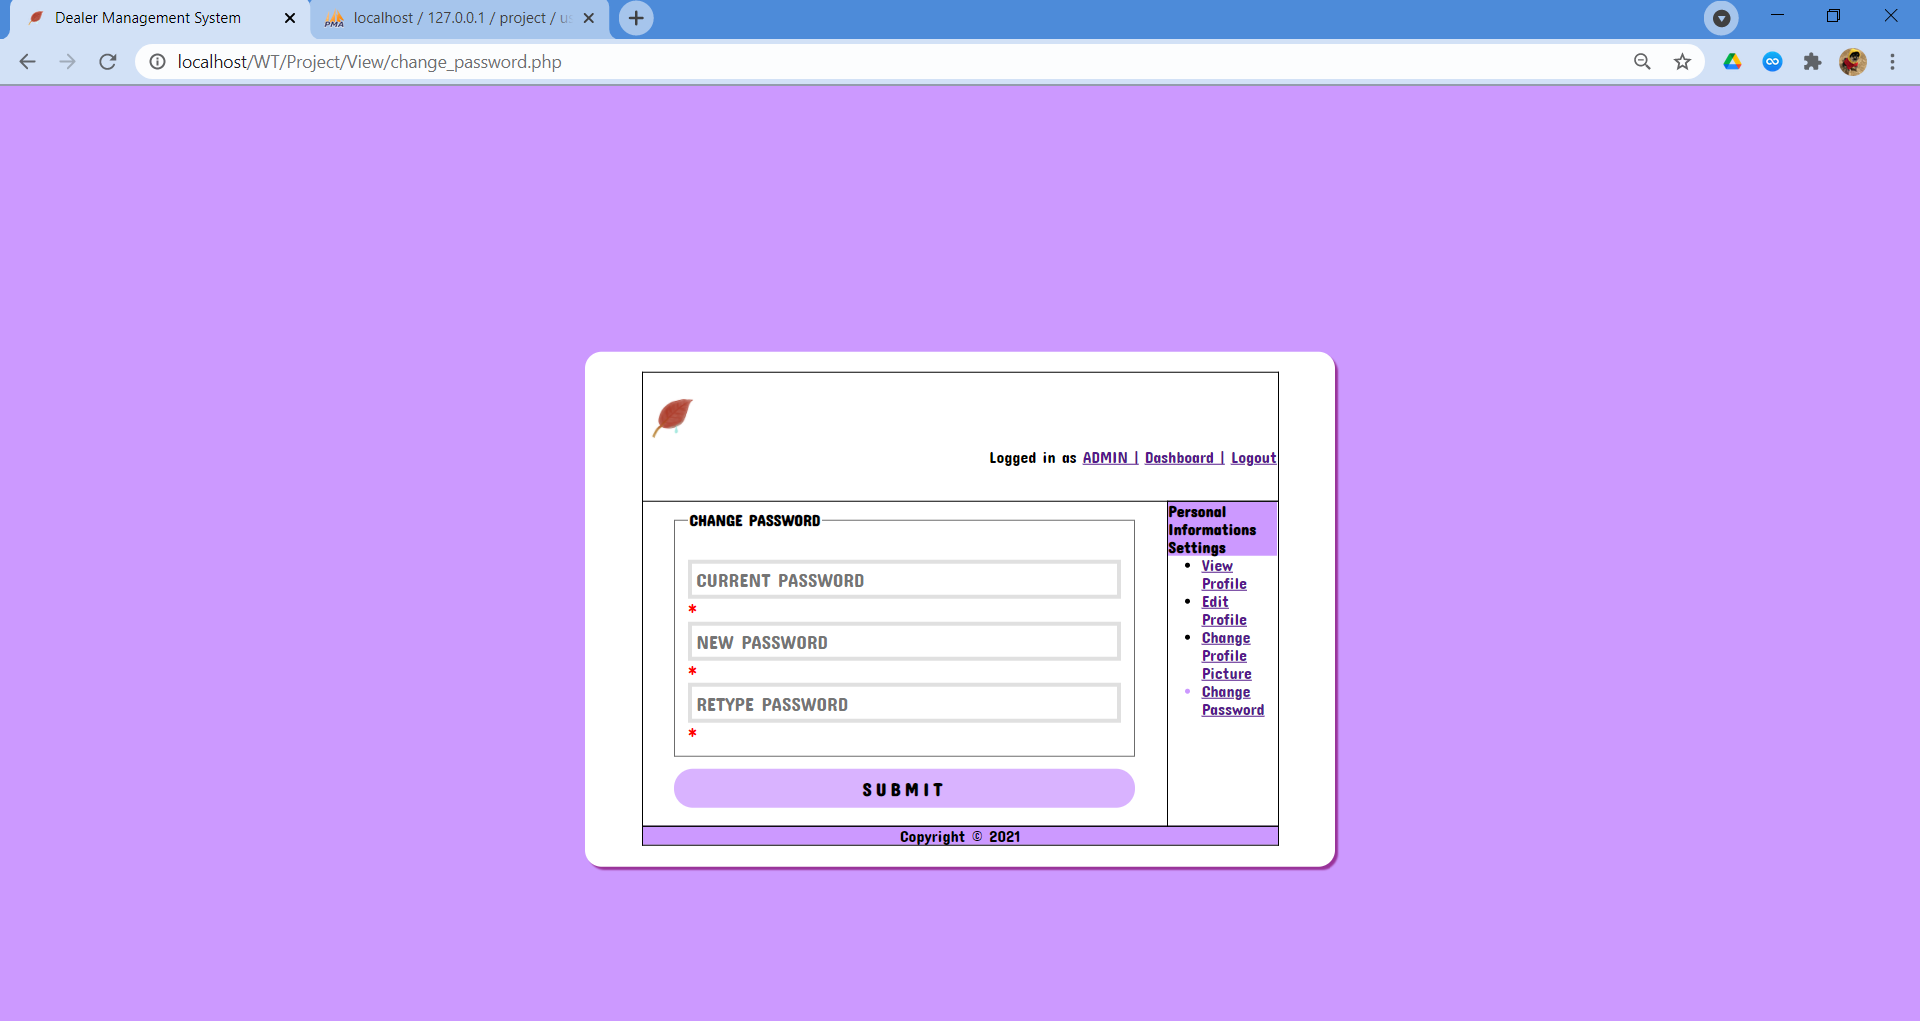 Dealer Management System
PMA
localhost / 127.0.0.1 / project / us
localhost/WT/Project/View/change_password.php
Logged in as ADMIN | Dashboard | Logout
CHANGE PASSWORD
CURRENT PASSWORD
*
NEW PASSWORD
*
RETYPE PASSWORD
*
SUBMIT
Personal
Informations
Settings
View
Profile
Edit
Profile
Change
Profile
Picture
Change
Password
Copyright © 2021